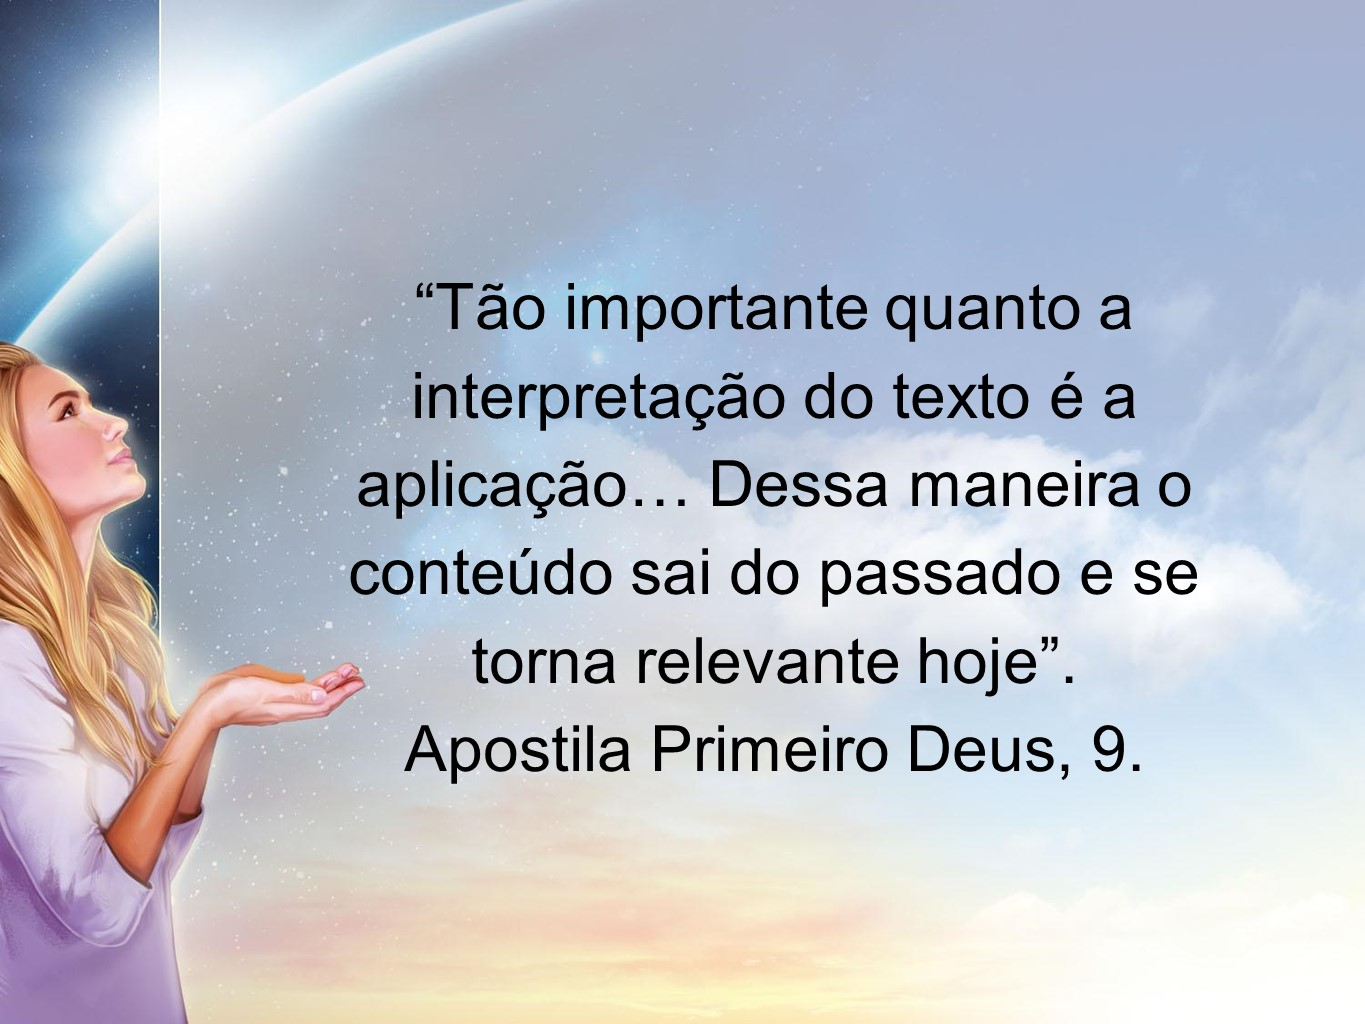 “Tão importante quanto a
interpretação do texto é a
aplicação… Dessa maneira o
conteúdo sai do passado e se
torna relevante hoje”.
Apostila Primeiro Deus, 9.